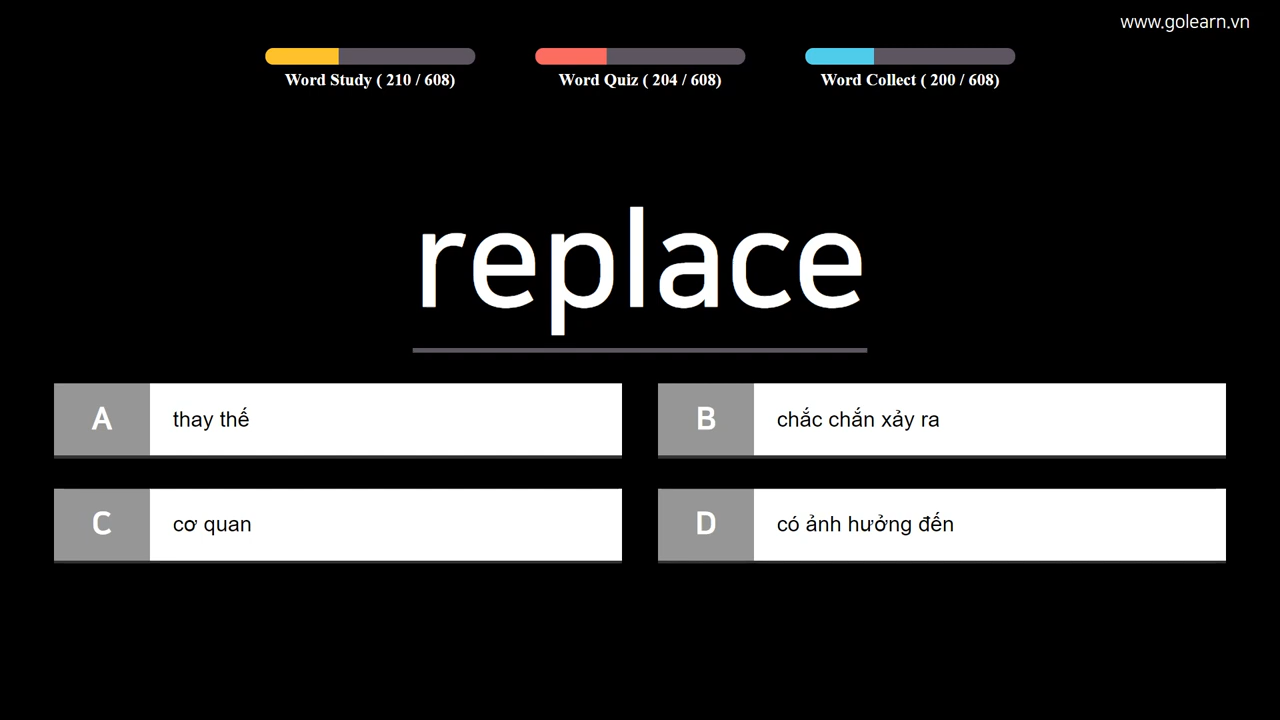 www.golearn.vn
Word Study ( 210 / 608)
Word Quiz ( 204 / 608)
Word Collect ( 200 / 608)
replace
A thay thế
B chắc chắn xảy ra
C cơ quan
D có ảnh hưởng đến